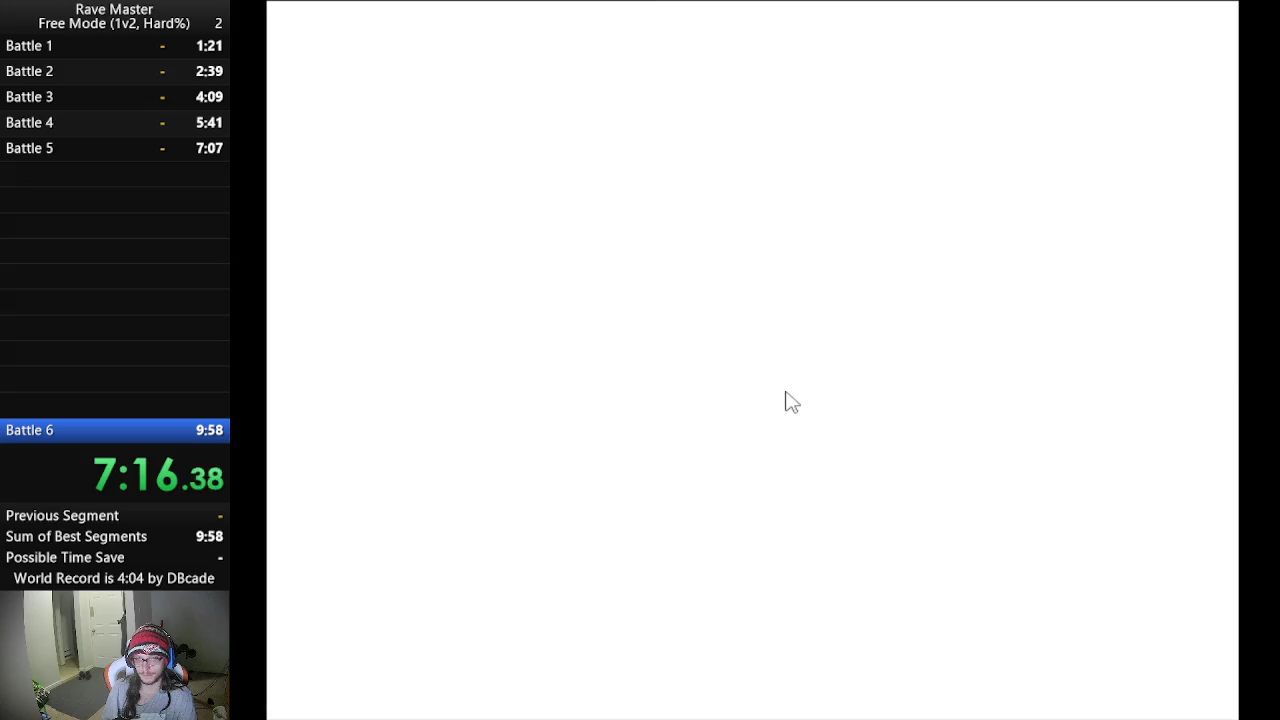 Rave Master
Free Mode (1v2, Hard%) 2
Battle 1 - 1:21
Battle 2 - 2:39
Battle 3 - 4:09
Battle 4 - 5:41
Battle 5 - 7:07
Battle 6 9:58
7:16.38
Previous Segment -
Sum of Best Segments 9:58
Possible Time Save -
World Record is 4:04 by DBcade